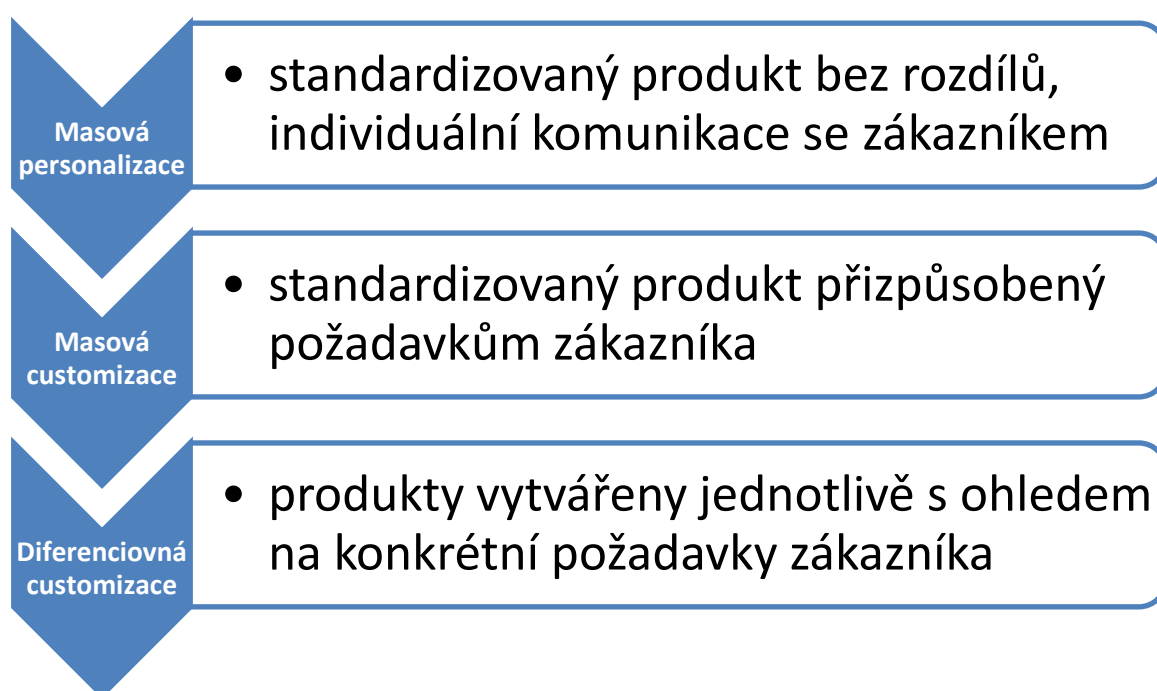 Masová
personalizace
• standardizovaný produkt bez rozdílů,
individuální komunikace se zákazníkem
Masová
customizace
• standardizovaný produkt přizpůsobený
požadavkům zákazníka
Diferenciovná
customizace
• produkty vytvářeny jednotlivě s ohledem
na konkrétní požadavky zákazníka